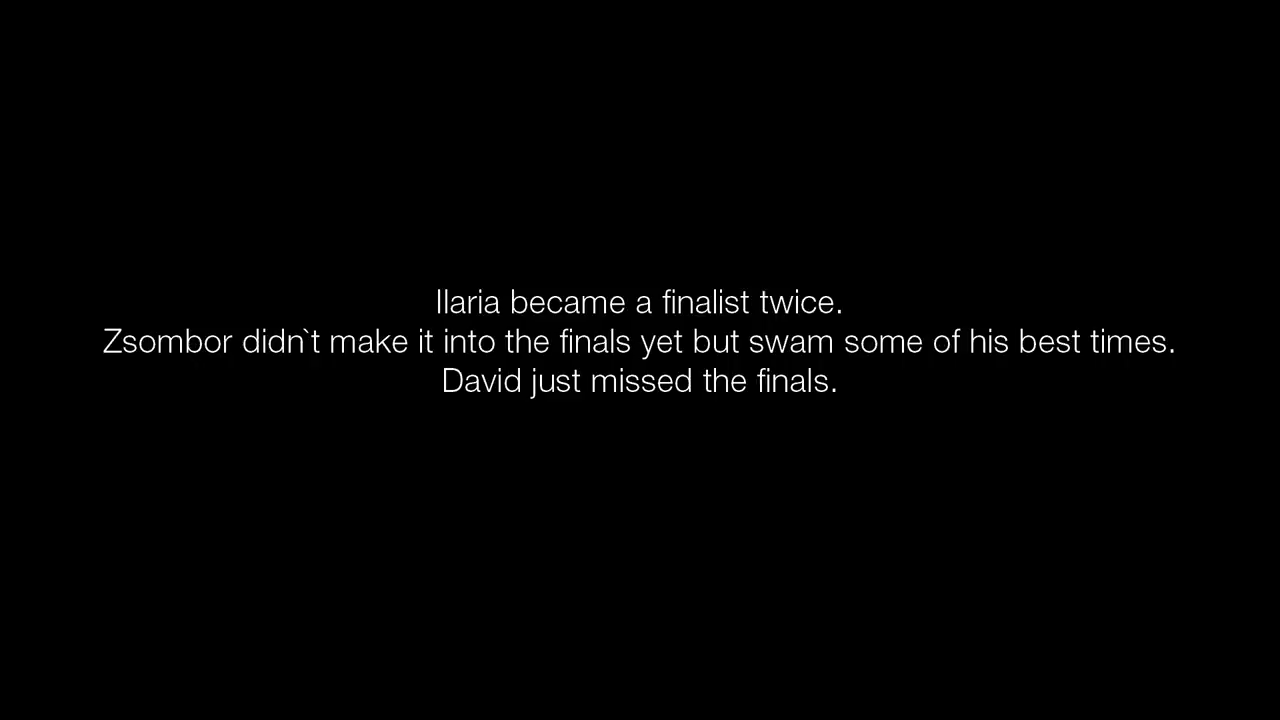 Ilaria became a finalist twice.
Zsombor didn`t make it into the finals yet but swam some of his best times.
David just missed the finals.